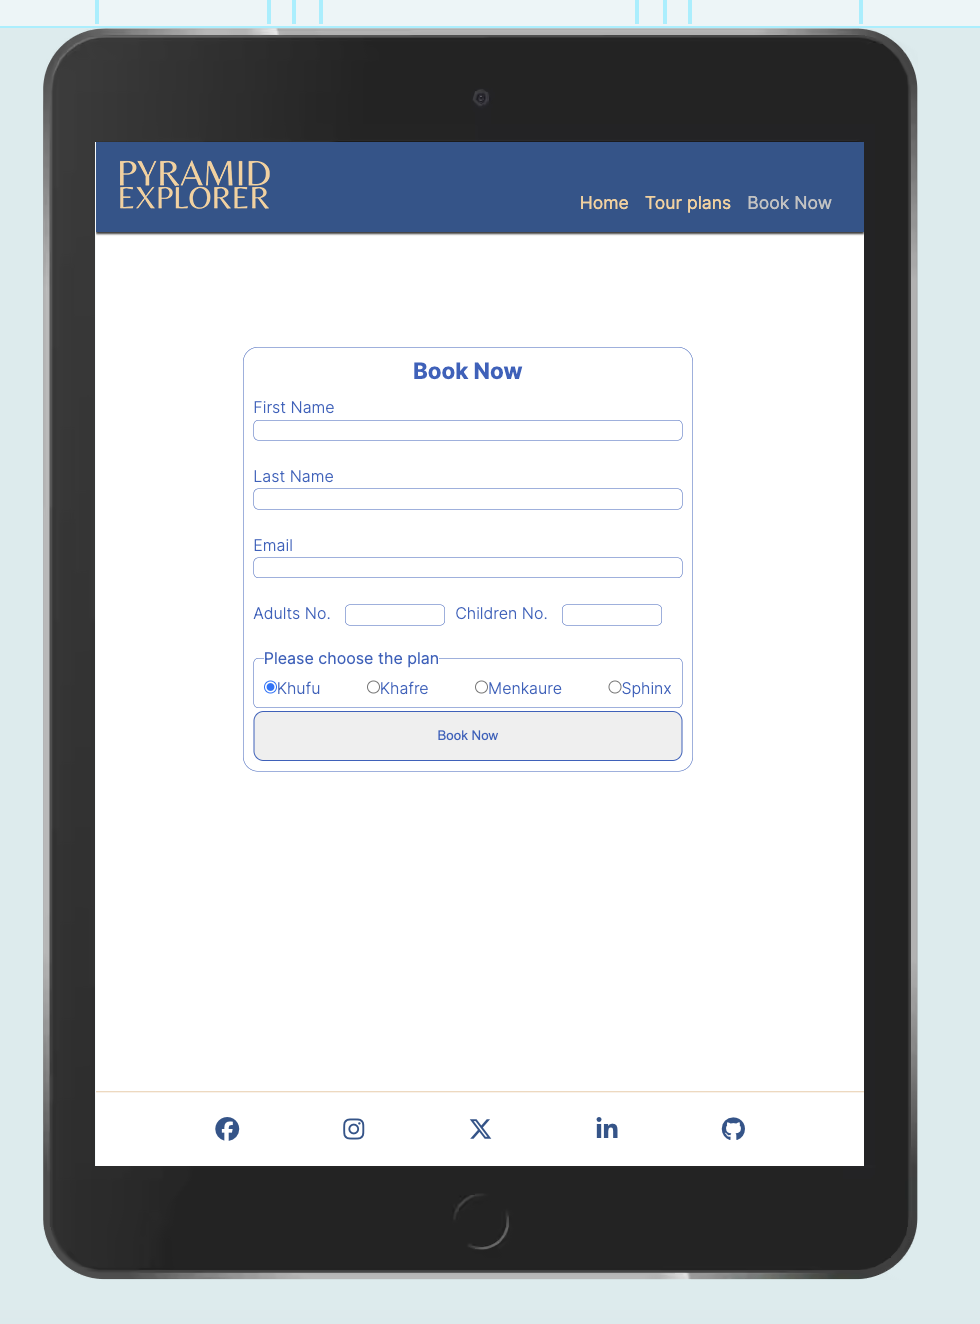 PYRAMID
EXPLORER
Home Tour plans Book Now
Book Now
First Name
Last Name
Email
Adults No. Children No.
Please choose the plan
Khufu Khafre Menkaure Sphinx
Book Now